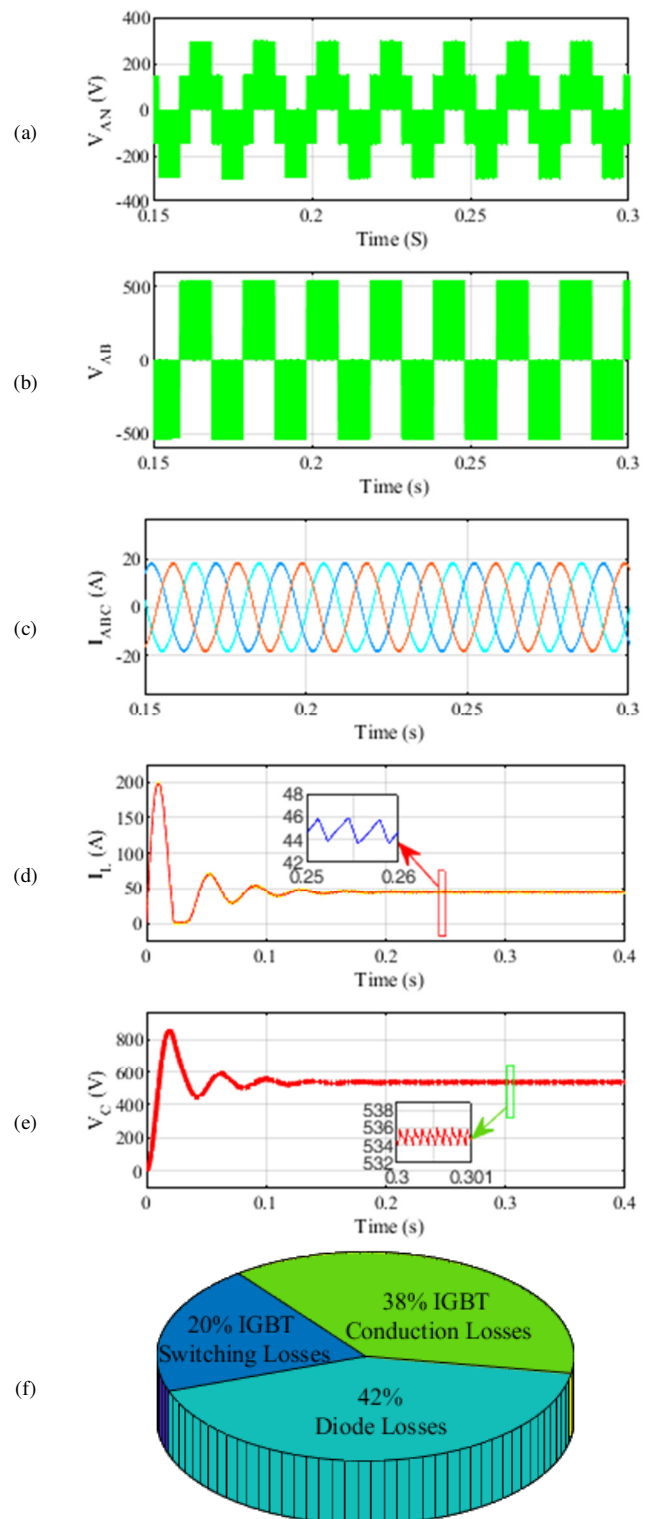 (a)
V_AN (V)
400
200
0
-200
-400
0.15
0.2
0.25
0.3
Time (S)
(b)
V_AB
500
0
-500
0.15
0.2
0.25
0.3
Time (s)
(c)
I_ABC (A)
20
0
-20
0.15
0.2
0.25
0.3
Time (s)
(d)
I_L (A)
200
150
100
50
0
48
46
44
42
0.25
0.26
0
0.1
0.2
0.3
0.4
Time (s)
(e)
V_C (V)
800
600
400
200
0
538
536
534
532
0.3
0.301
0
0.1
0.2
0.3
0.4
Time (s)
(f)
38% IGBT
Conduction Losses
20% IGBT
Switching Losses
42%
Diode Losses